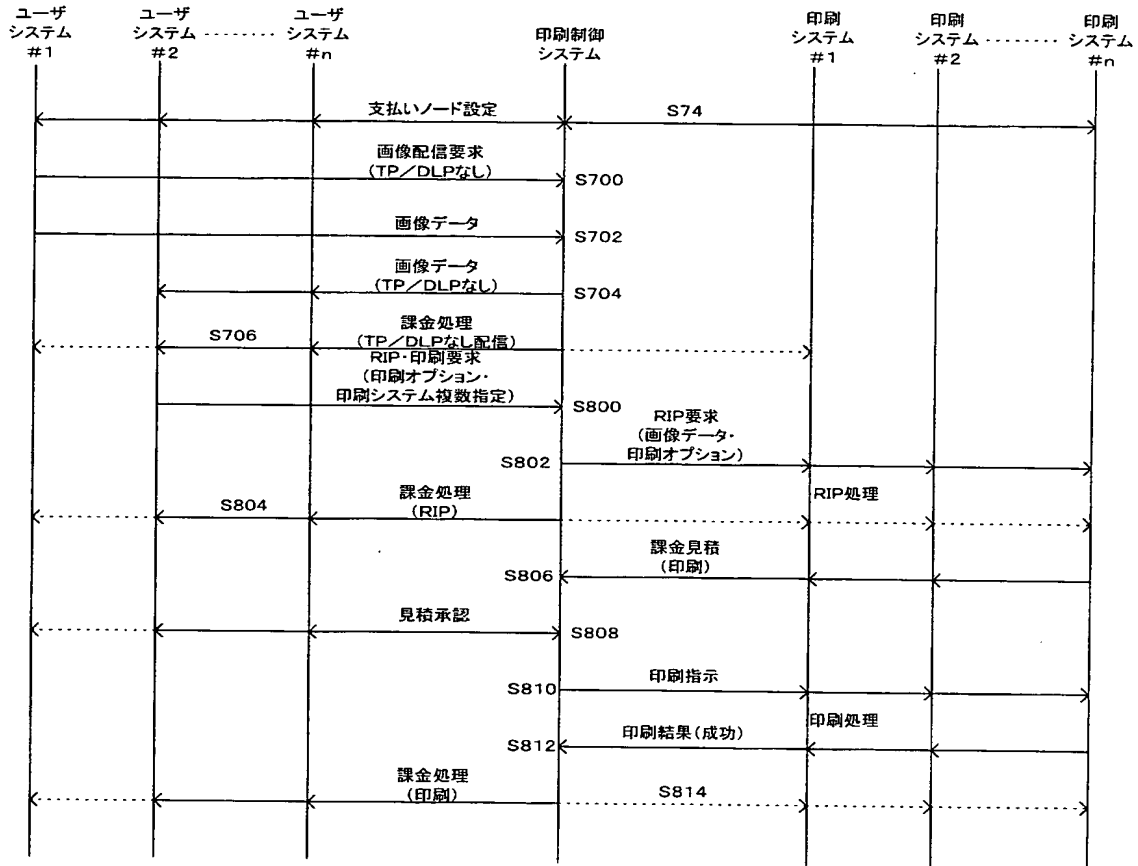 ユーザ
システム
#1
ユーザ
システム
#2
ユーザ
システム
#n
印刷制御
システム
印刷
システム
#1
印刷
システム
#2
印刷
システム
#n
支払いノード設定
S74
画像配信要求
(TP/DLPなし)
S700
画像データ
S702
画像データ
(TP/DLPなし)
S704
S706
課金処理
(TP/DLPなし配信)
RIP・印刷要求
(印刷オプション・
印刷システム複数指定)
S800
RIP要求
(画像データ・
印刷オプション)
S802
S804
課金処理
(RIP)
RIP処理
課金見積
(印刷)
S806
見積承認
S808
S810
印刷指示
印刷処理
S812
印刷結果(成功)
課金処理
(印刷)
S814